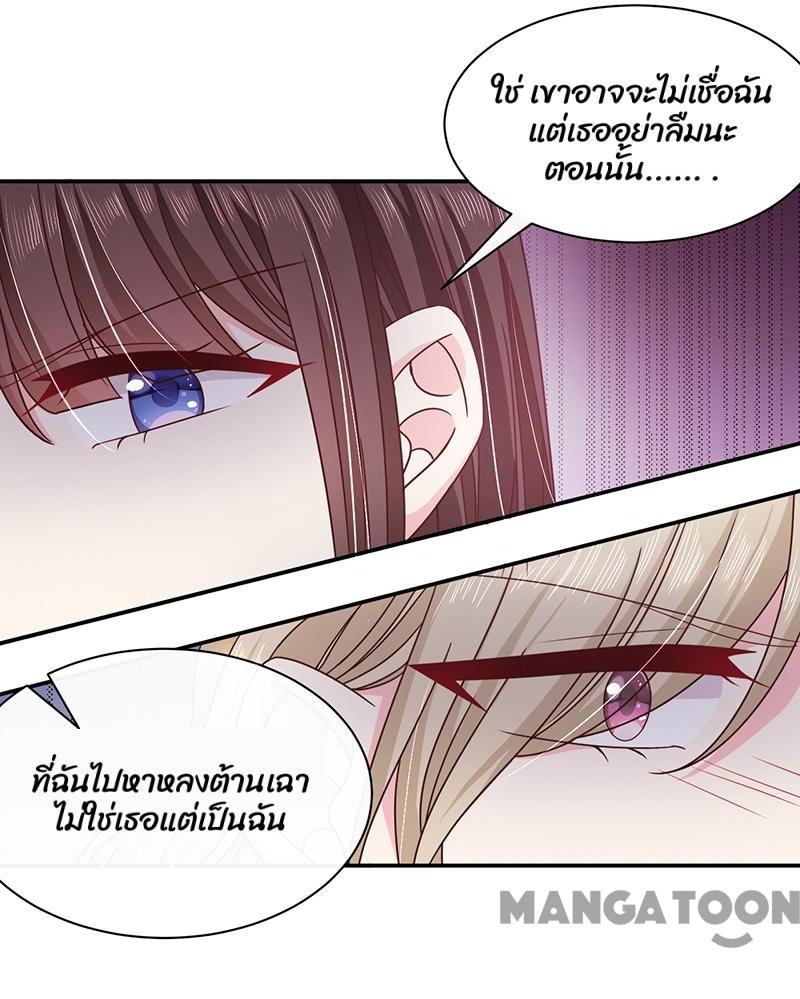 ใช่ เขาอาจจะไม่เชื่อฉัน
แต่เธออย่าลืมนะ
ตอนนั้น...... .
ที่ฉันไปหาหลงต้านเฉา
ไม่ใช่เธอแต่เป็นฉัน
MANGATOON